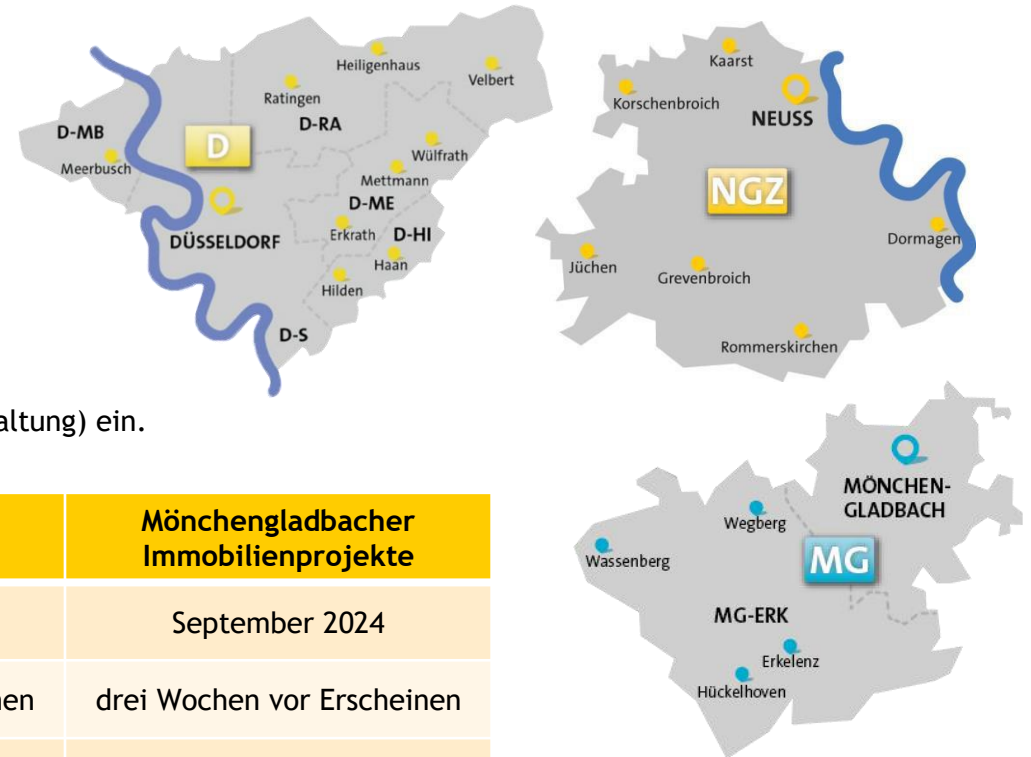 Heiligenhaus
Velbert
Ratingen
D-RA
D-MB
D
Meerbusch
Wülfrath
Mettmann
D-ME
DÜSSELDORF
Erkrath
D-HI
Haan
Hilden
D-S
Kaarst
Korschenbroich
NEUSS
NGZ
Dormagen
Jüchen
Grevenbroich
Rommerskirchen
altung) ein.
Mönchengladbacher
Immobilienprojekte
September 2024
en
drei Wochen vor Erscheinen
MÖNCHEN-
GLADBACH
Wegberg
Wassenberg
MG
MG-ERK
Erkelenz
Hückelhoven